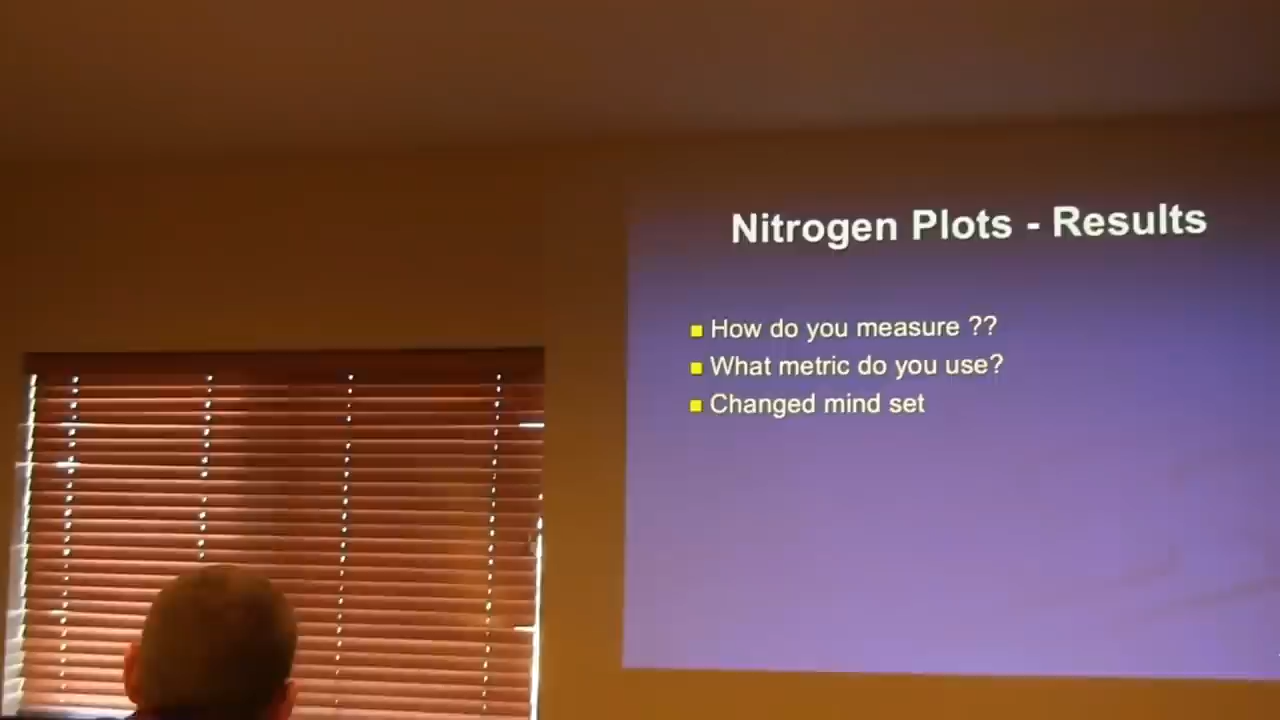 Nitrogen Plots - Results
How do you measure ??
What metric do you use?
Changed mind set